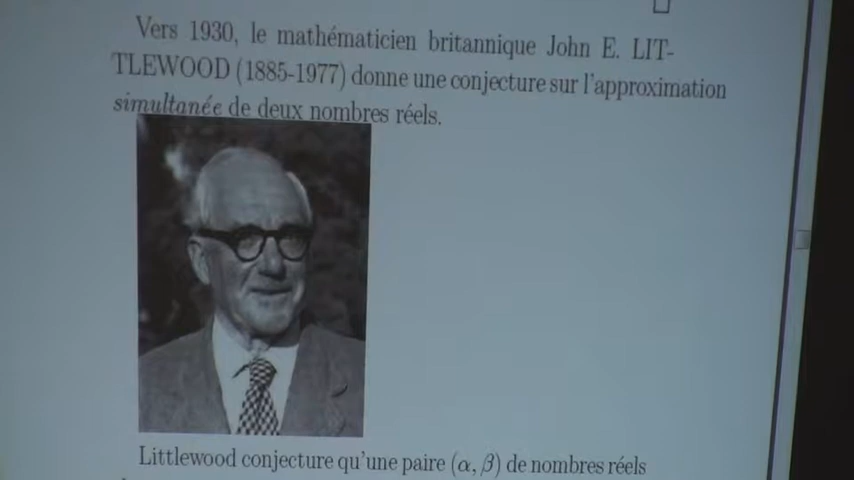 Vers 1930, le mathématicien britannique John E. LIT-
TLEWOOD (1885-1977) donne une conjecture sur l'approximation
simultanée de deux nombres réels.
Littlewood conjecture qu'une paire (α, β) de nombres réels